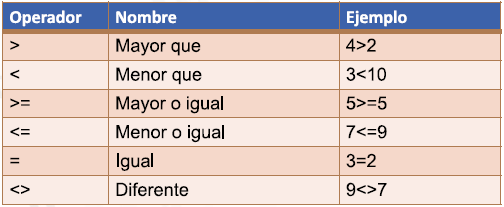 Operador Nombre Ejemplo
> Mayor que 4>2
< Menor que 3<10
>= Mayor o igual 5>=5
<= Menor o igual 7<=9
= Igual 3=2
<> Diferente 9<>7